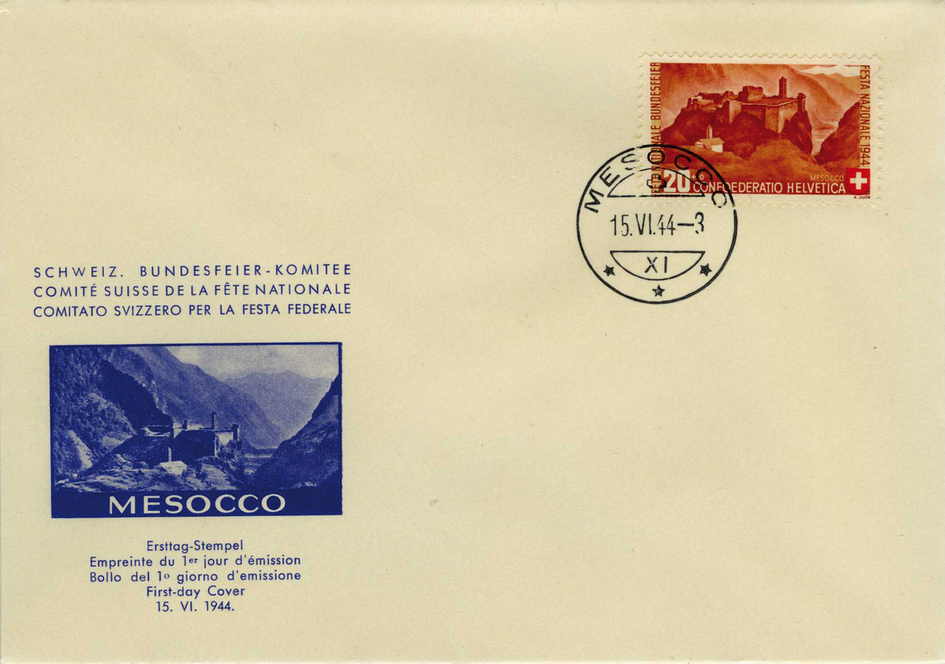 FESTA NAZIONALE 1944
BUNDESFEIER
MESOCCO
20
CONFOEDERATIO HELVETICA
MESOCCO
15.VI.44–3
XI
SCHWEIZ. BUNDESFEIER-KOMITEE
COMITÉ SUISSE DE LA FÊTE NATIONALE
COMITATO SVIZZERO PER LA FESTA FEDERALE
MESOCCO
Ersttag-Stempel
Empreinte du 1er jour d'émission
Bollo del 1o giorno d'emissione
First-day Cover
15. VI. 1944.